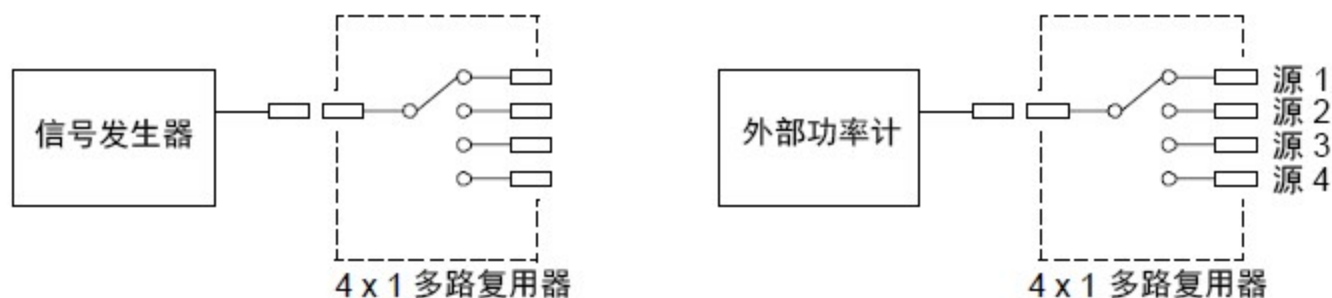 信号发生器
4 x 1 多路复用器
外部功率计
源 1
源 2
源 3
源 4
4 x 1 多路复用器